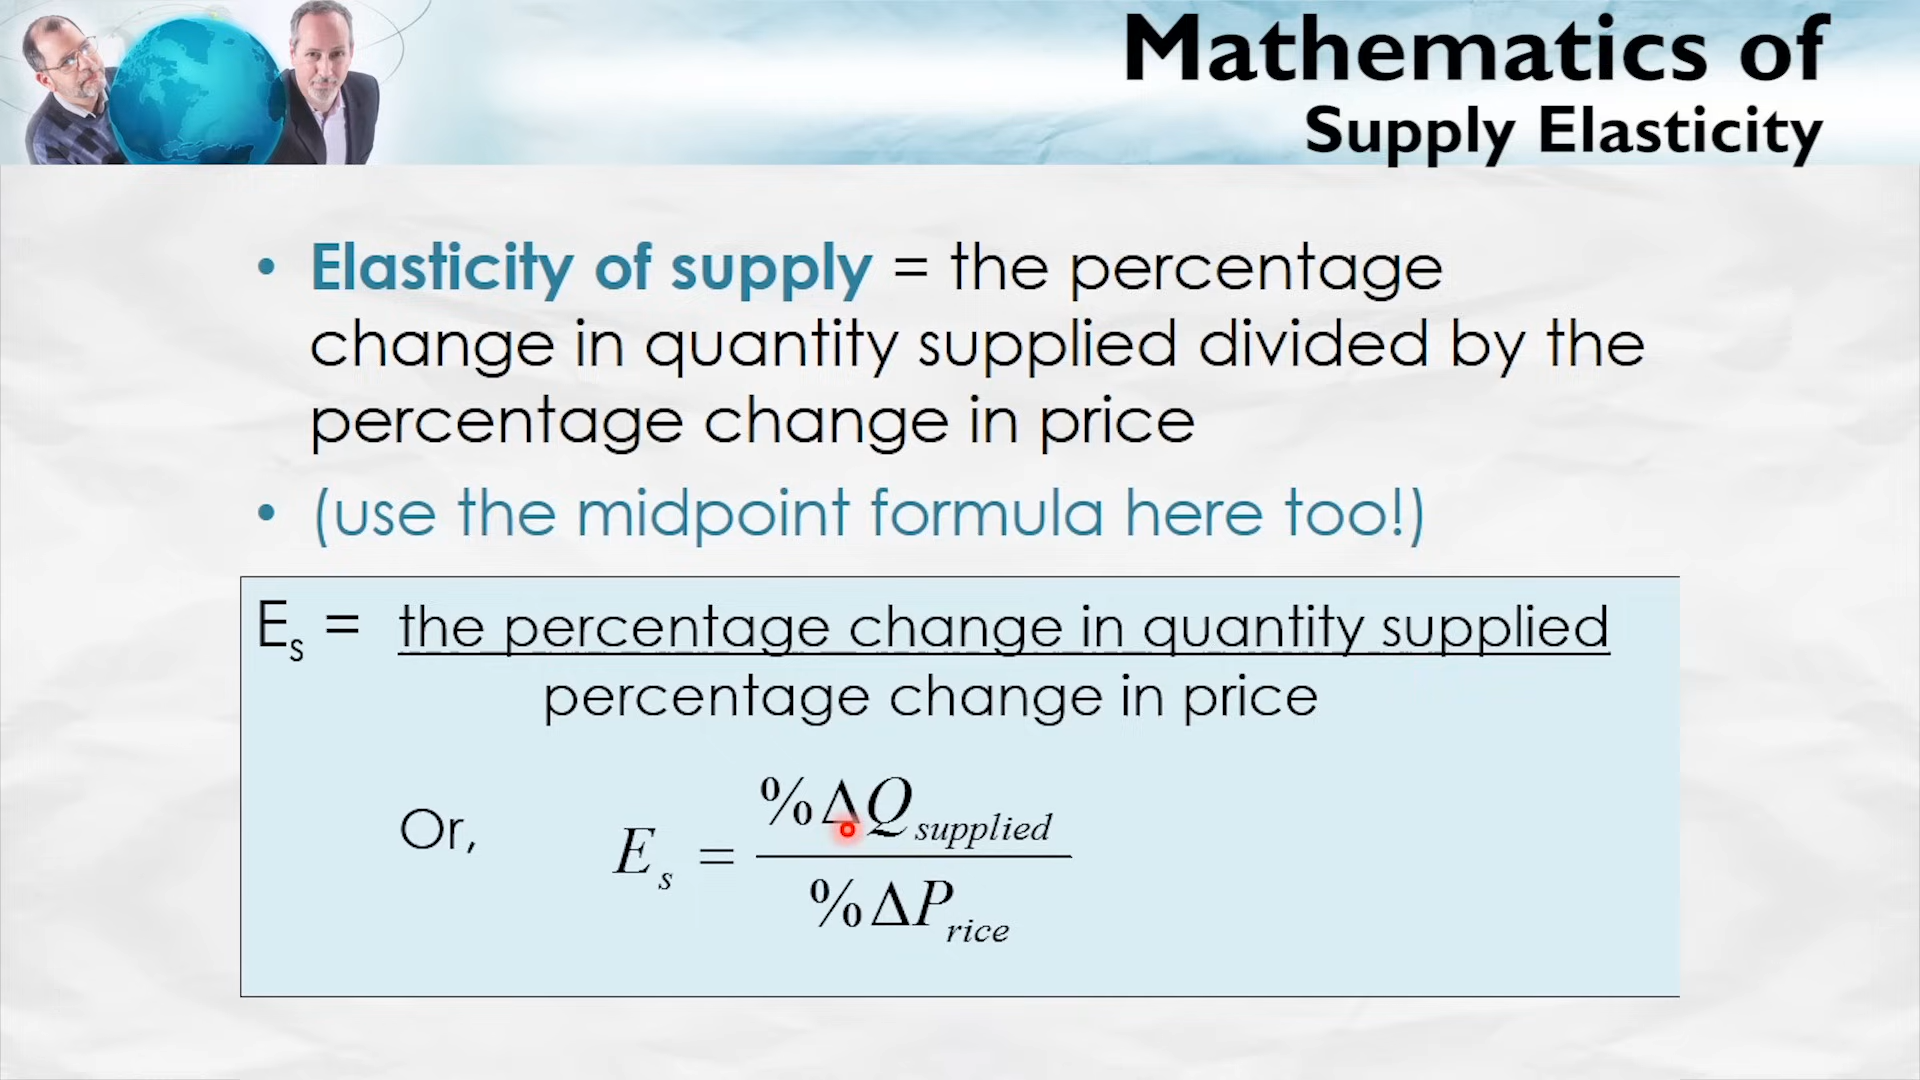 Mathematics of
Supply Elasticity
• Elasticity of supply = the percentage
change in quantity supplied divided by the
percentage change in price
• (use the midpoint formula here too!)
Es = the percentage change in quantity supplied
percentage change in price
%ΔQsupplied
Or, Es =
%ΔPrice